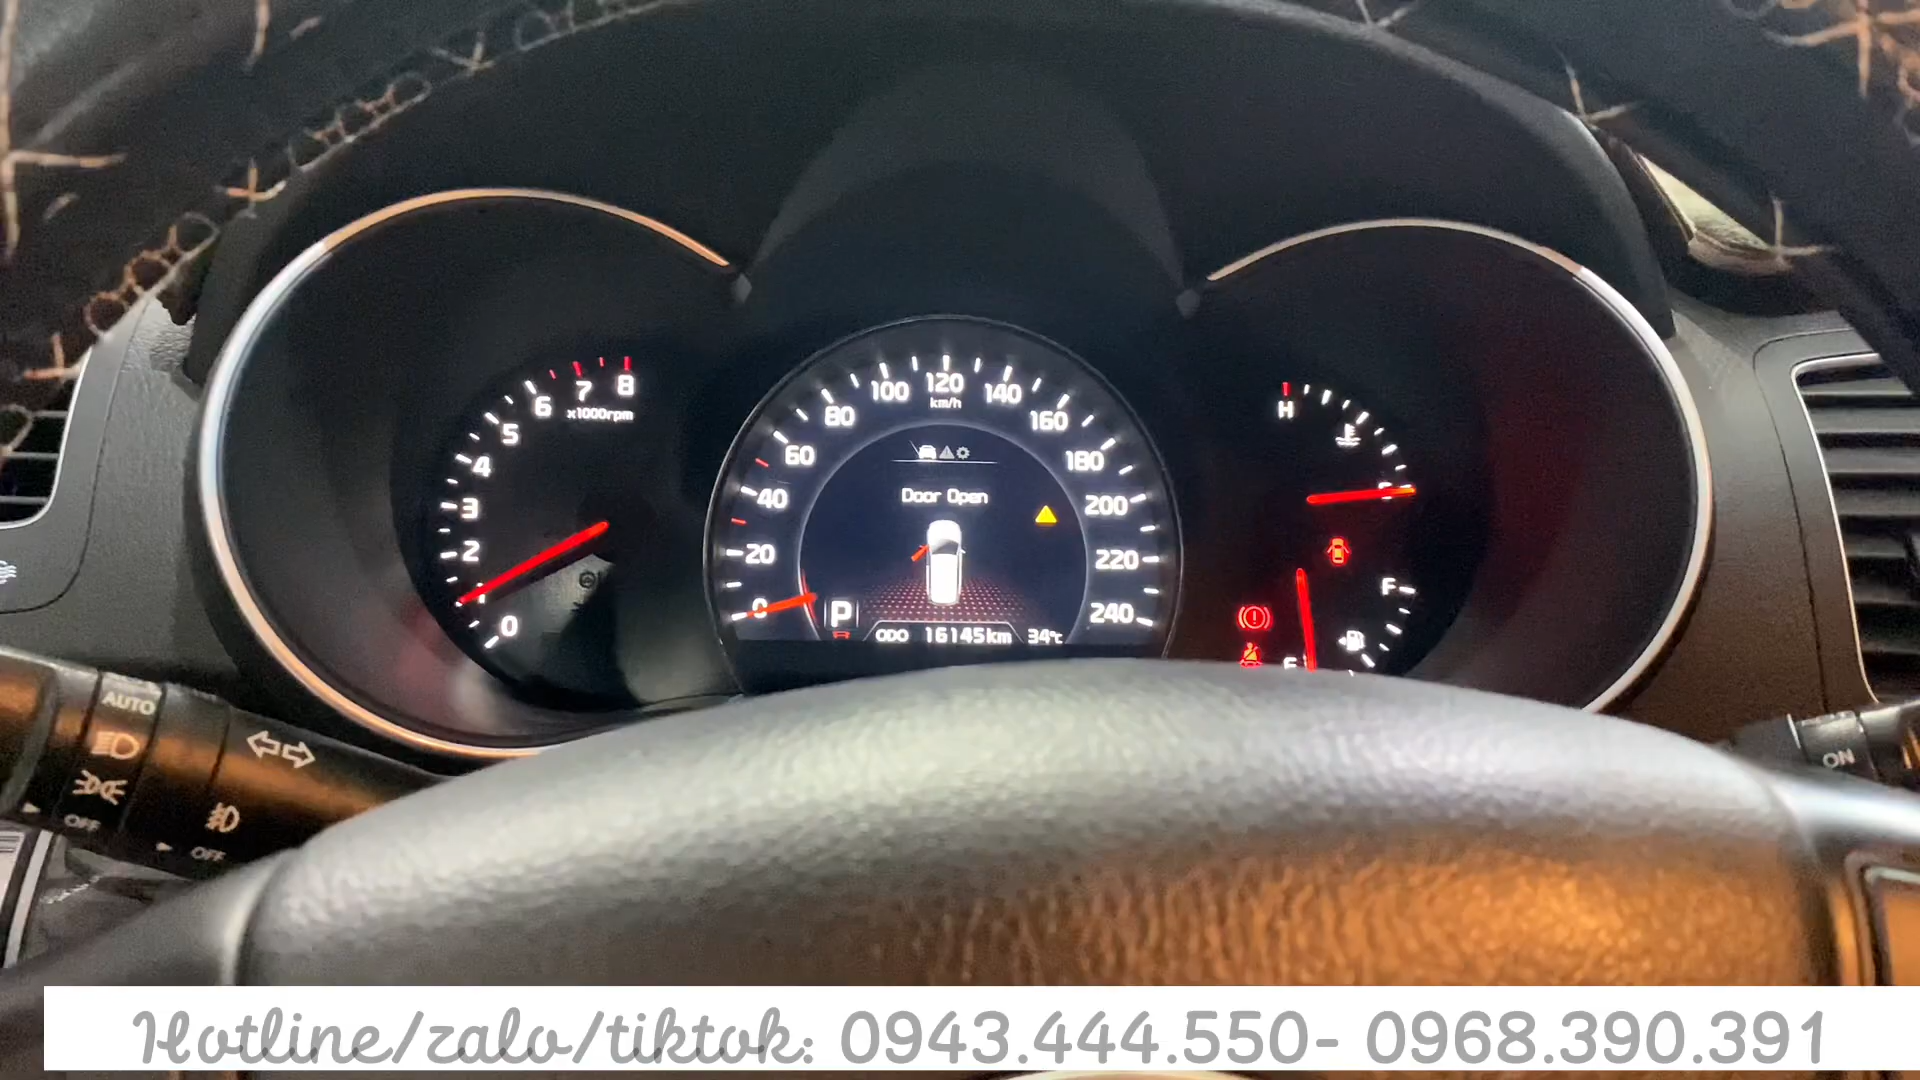 8
7
6
x1000rpm
5
4
3
2
0
100 120 140
km/h
80
160
60
180
40
200
20
220
0
240
Door Open
P
ODO 16145km 34°C
H
F
E
AUTO
OFF
OFF
ON
Hotline/zalo/tiktok: 0943.444.550- 0968.390.391